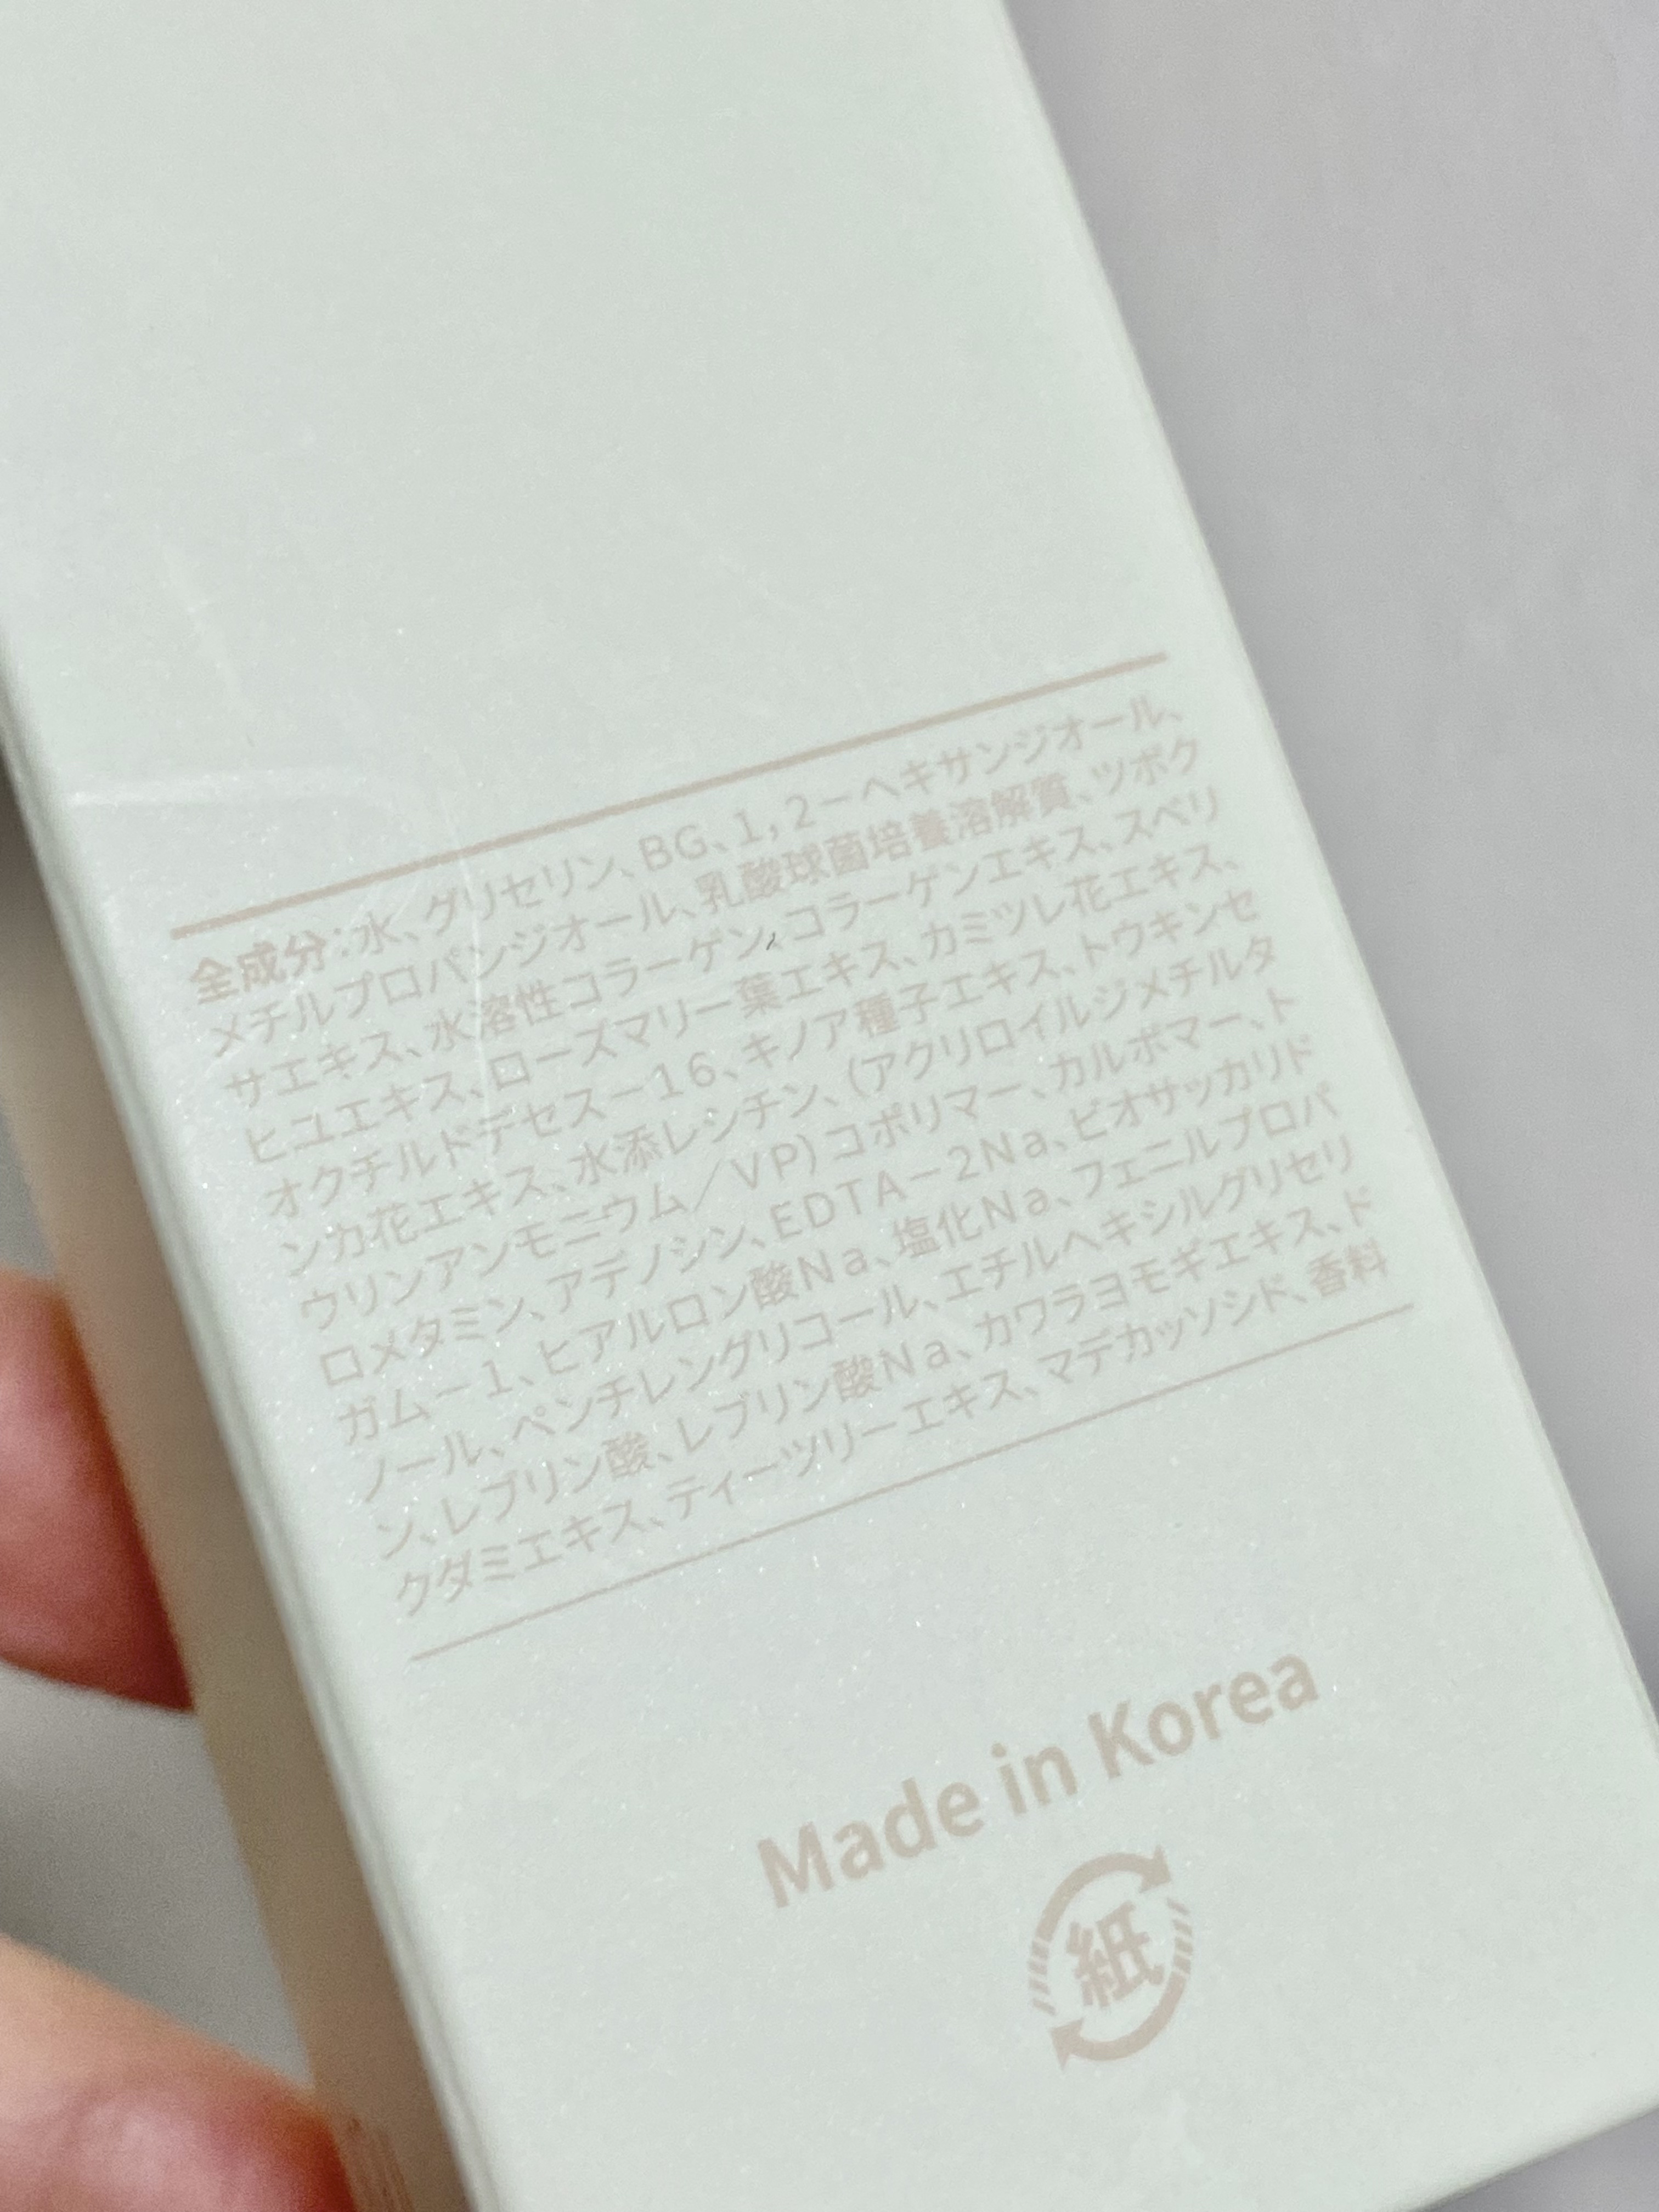 全成分：水、グリセリン、BG、1，2－ヘキサンジオール、
メチルプロパンジオール、乳酸球菌培養溶解質、ツボク
サエキス、水溶性コラーゲン、コラーゲンエキス、スベリ
ヒユエキス、ローズマリー葉エキス、カミツレ花エキス、
オクチルドデセス－16、キノア種子エキス、トウキンセ
ンカ花エキス、水添レシチン、（アクリロイルジメチルタ
ウリンアンモニウム／VP）コポリマー、カルボマー、ト
ロメタミン、アデノシン、EDTA－2Na、ビオサッカリド
ガム－1、ヒアルロン酸Na、塩化Na、フェニルプロパ
ノール、ペンチレングリコール、エチルヘキシルグリセリ
ン、レブリン酸、レブリン酸Na、カワラヨモギエキス、ド
クダミエキス、ティーツリーエキス、マデカッソシド、香料
Made in Korea
紙